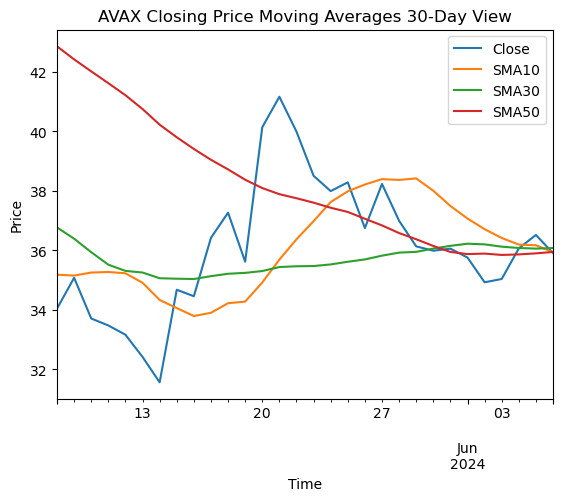 AVAX Closing Price Moving Averages 30-Day View
Close
SMA10
SMA30
SMA50
Price
42
40
38
36
34
32
13
20
27
Jun
2024
03
Time